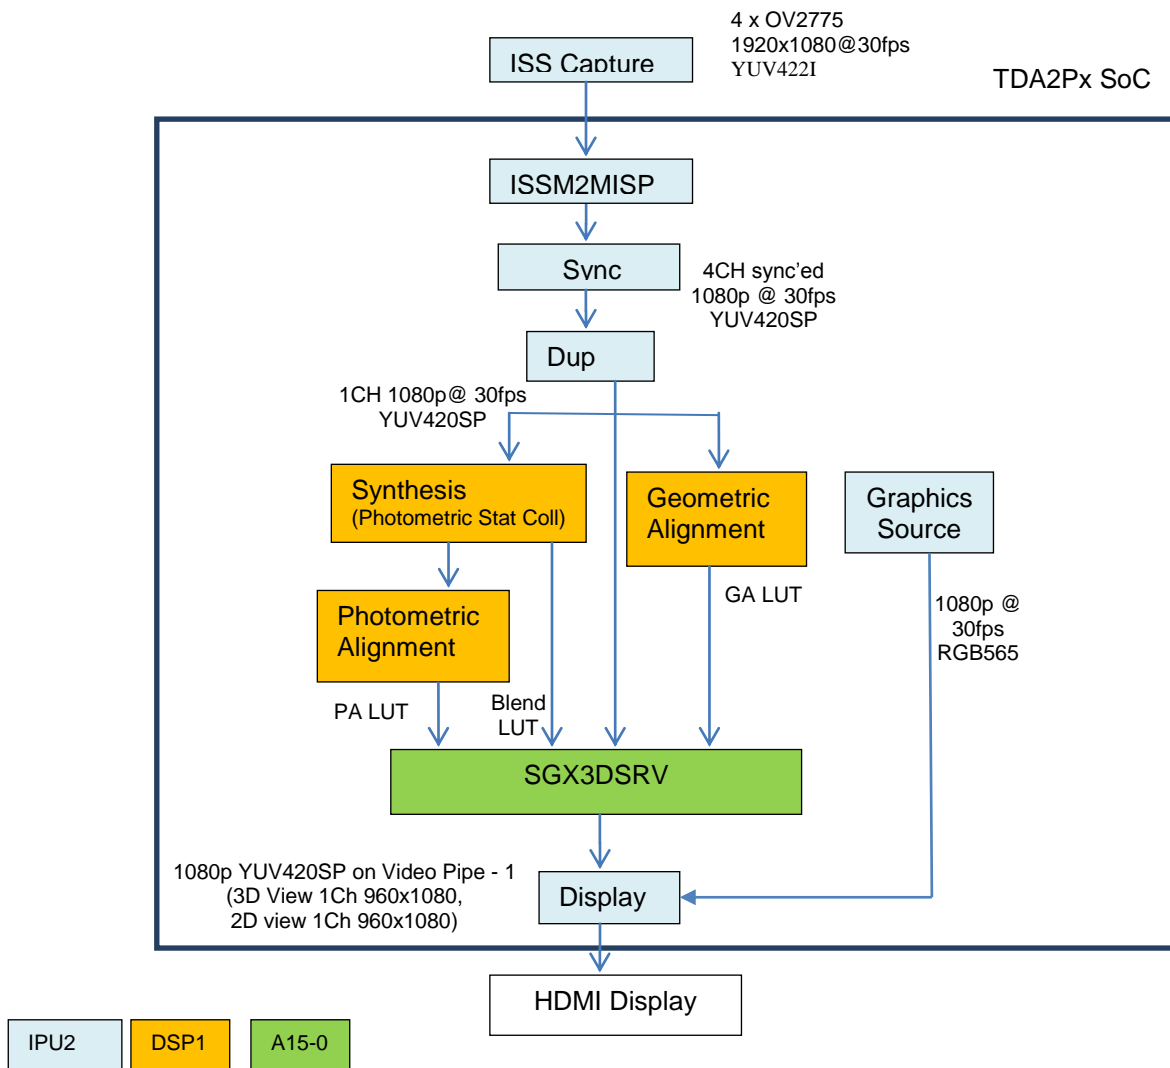 4 x OV2775
1920x1080@30fps
YUV422I
ISS Capture
TDA2Px SoC
ISSM2MISP
Sync
4CH sync'ed
1080p @ 30fps
YUV420SP
Dup
1CH 1080p@ 30fps
YUV420SP
Synthesis
(Photometric Stat Coll)
Geometric
Alignment
Graphics
Source
GA LUT
1080p @
30fps
RGB565
Photometric
Alignment
PA LUT
Blend
LUT
SGX3DSRV
1080p YUV420SP on Video Pipe - 1
(3D View 1Ch 960x1080,
2D view 1Ch 960x1080)
Display
HDMI Display
IPU2
DSP1
A15-0